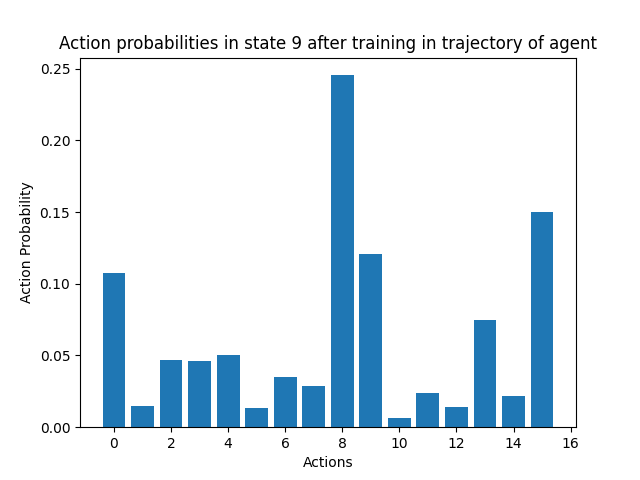 Action probabilities in state 9 after training in trajectory of agent
0.25
0.20
0.15
0.10
0.05
0.00
Action Probability
0 2 4 6 8 10 12 14 16
Actions